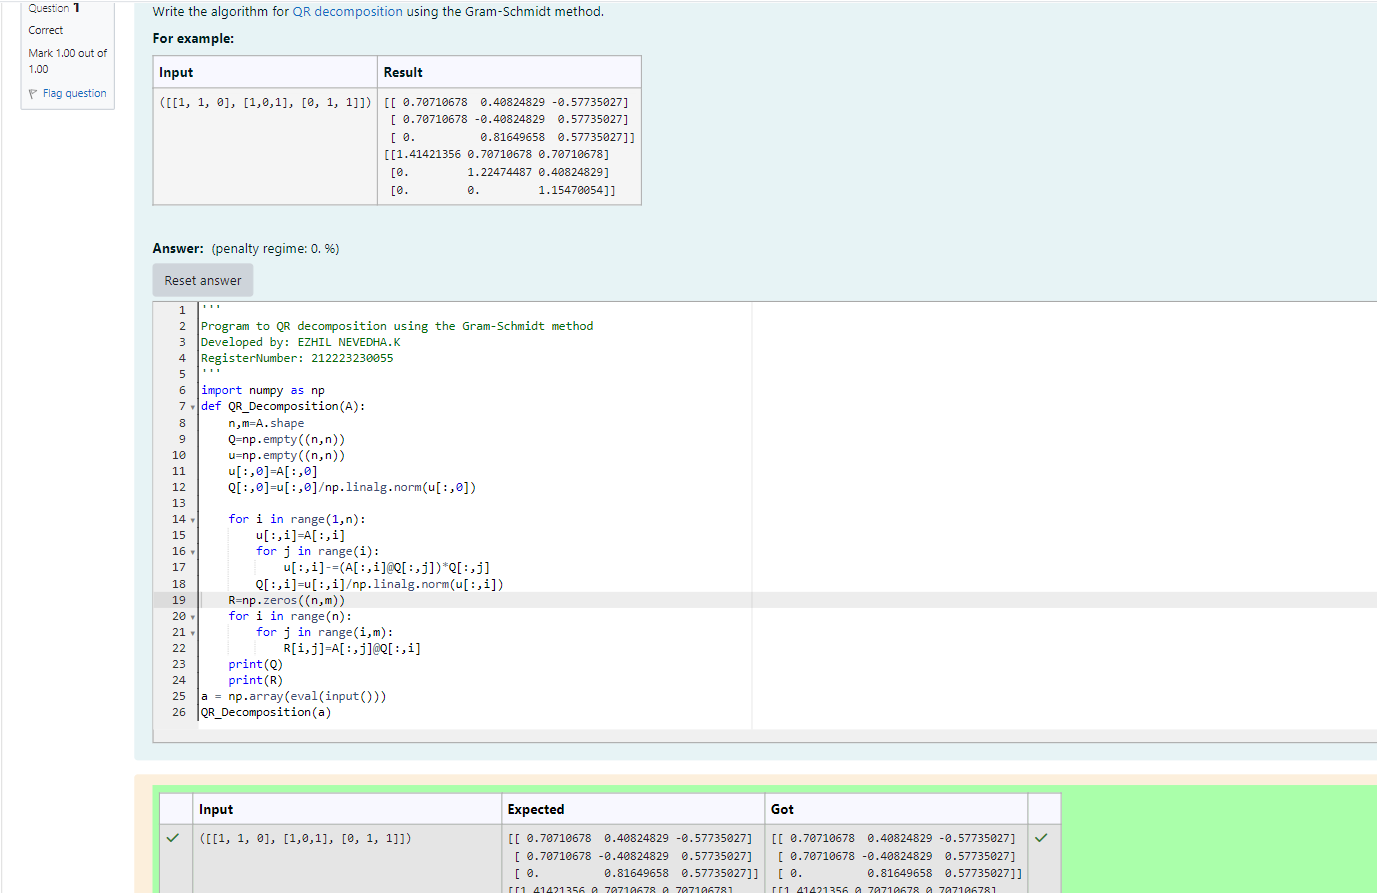 Question 1
Correct
Mark 1.00 out of
1.00
Flag question
Write the algorithm for QR decomposition using the Gram-Schmidt method.
For example:
Input Result
([[1, 1, 0], [1,0,1], [0, 1, 1]]) [[ 0.70710678  0.40824829 -0.57735027]
[ 0.70710678 -0.40824829  0.57735027]
[ 0.          0.81649658  0.57735027]]
[[1.41421356 0.70710678 0.70710678]
[0.         1.22474487 0.40824829]
[0.         0.         1.15470054]]
Answer: (penalty regime: 0. %)
Reset answer
1 '''
2 Program to QR decomposition using the Gram-Schmidt method
3 Developed by: EZHIL NEVEDHA.K
4 RegisterNumber: 212223230055
5 '''
6 import numpy as np
7 def QR_Decomposition(A):
8     n,m=A.shape
9     Q=np.empty((n,n))
10     u=np.empty((n,n))
11     u[:,0]=A[:,0]
12     Q[:,0]=u[:,0]/np.linalg.norm(u[:,0])
13
14     for i in range(1,n):
15         u[:,i]=A[:,i]
16         for j in range(i):
17             u[:,i]-=(A[:,i]@Q[:,j])*Q[:,j]
18         Q[:,i]=u[:,i]/np.linalg.norm(u[:,i])
19     R=np.zeros((n,m))
20     for i in range(n):
21         for j in range(i,m):
22             R[i,j]=A[:,j]@Q[:,i]
23     print(Q)
24     print(R)
25 a = np.array(eval(input()))
26 QR_Decomposition(a)
Input Expected Got
([[1, 1, 0], [1,0,1], [0, 1, 1]]) [[ 0.70710678  0.40824829 -0.57735027] [[ 0.70710678  0.40824829 -0.57735027]
[ 0.70710678 -0.40824829  0.57735027] [ 0.70710678 -0.40824829  0.57735027]
[ 0.          0.81649658  0.57735027]] [ 0.          0.81649658  0.57735027]]
[[1.41421356 0.70710678 0.70710678] [[1.41421356 0.70710678 0.70710678]